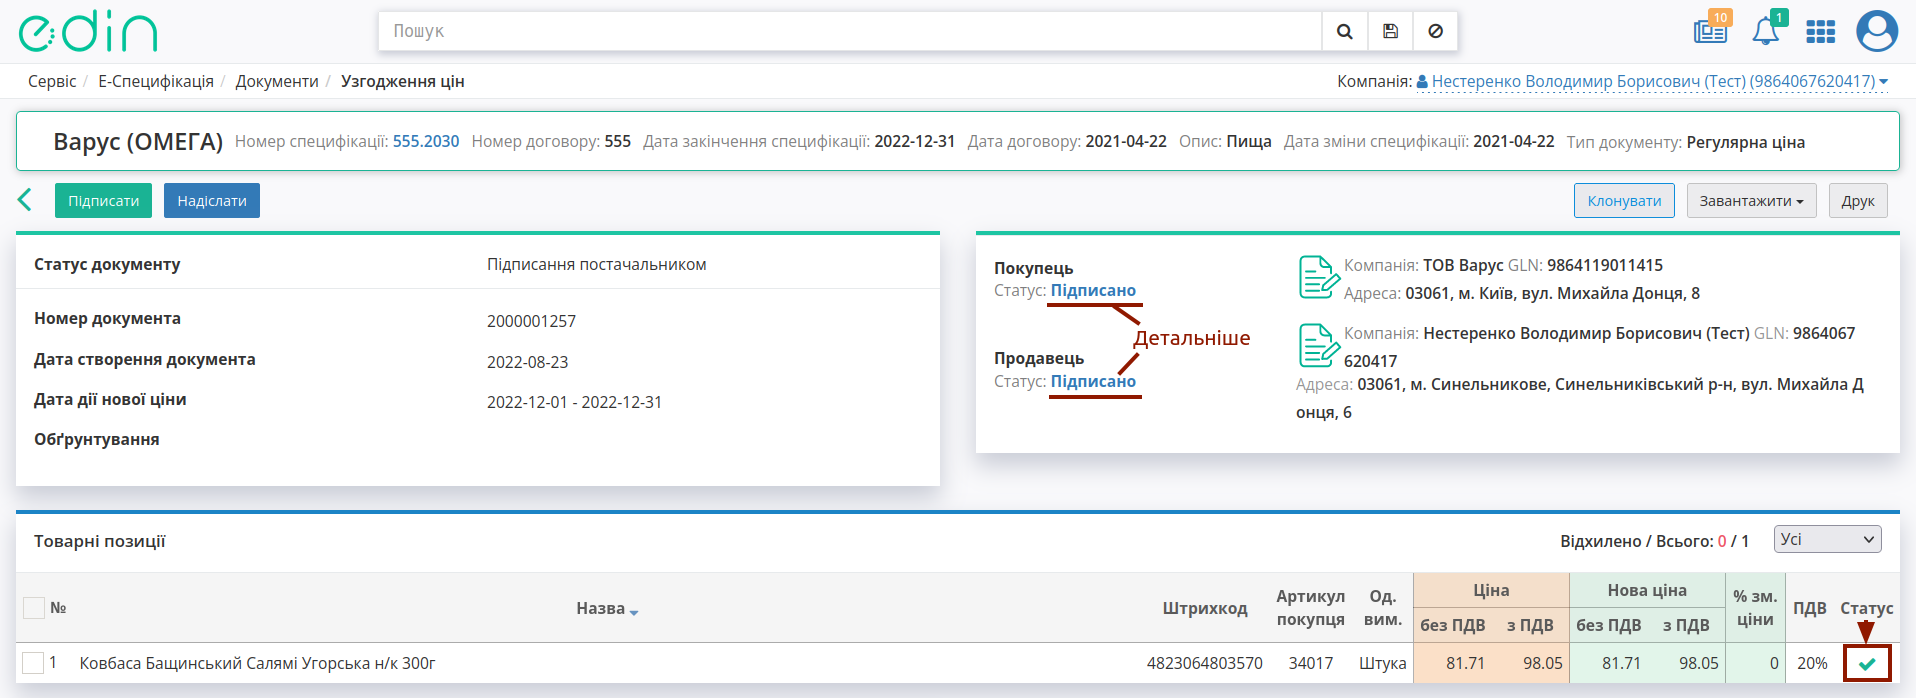 edin
Пошук
10
1
Сервіс / Е-Специфікація / Документи / Узгодження цін
Компанія: Нестеренко Володимир Борисович (Тест) (9864067620417)
Варус (ОМЕГА) Номер специфікації: 555.2030 Номер договору: 555 Дата закінчення специфікації: 2022-12-31 Дата договору: 2021-04-22 Опис: Пища Дата зміни специфікації: 2021-04-22 Тип документу: Регулярна ціна
Підписати Надіслати Клонувати Завантажити Друк
Статус документу Підписання постачальником
Номер документа 2000001257
Дата створення документа 2022-08-23
Дата дії нової ціни 2022-12-01 - 2022-12-31
Обґрунтування
Покупець
Статус: Підписано
Компанія: ТОВ Варус GLN: 9864119011415
Адреса: 03061, м. Київ, вул. Михайла Донця, 8
Детальніше
Продавець
Статус: Підписано
Компанія: Нестеренко Володимир Борисович (Тест) GLN: 9864067
620417
Адреса: 03061, м. Синельникове, Синельниківський р-н, вул. Михайла Д
онця, 6
Товарні позиції
Відхилено / Всього: 0 / 1 Усі
№ Назва Штрихкод Артикул покупця Од. вим. Ціна Нова ціна % зм. ціни ПДВ Статус
без ПДВ з ПДВ без ПДВ з ПДВ
1 Ковбаса Бащинський Салямі Угорська н/к 300г 4823064803570 34017 Штука 81.71 98.05 81.71 98.05 0 20%